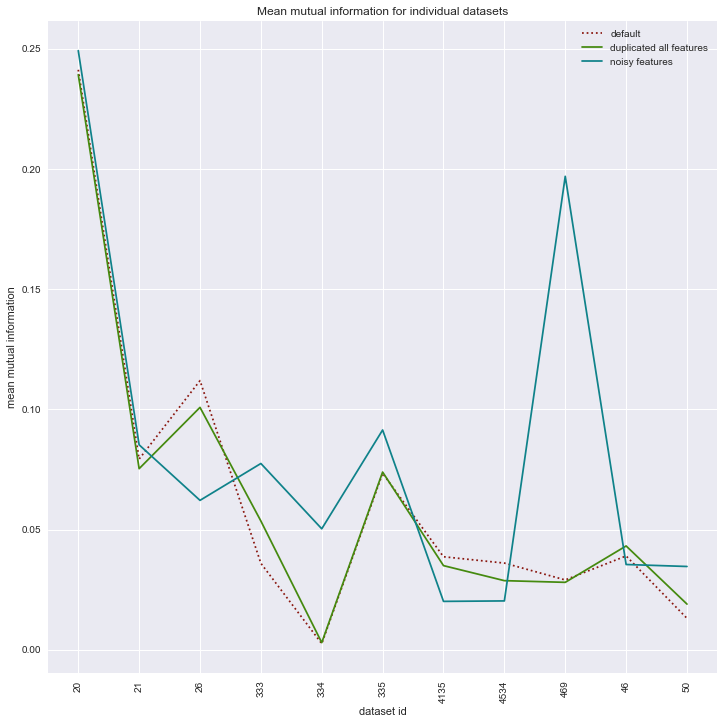 Mean mutual information for individual datasets
default
duplicated all features
noisy features
0.25
0.20
0.15
0.10
0.05
0.00
mean mutual information
20 21 26 333 334 335 4135 4534 469 46 50
dataset id